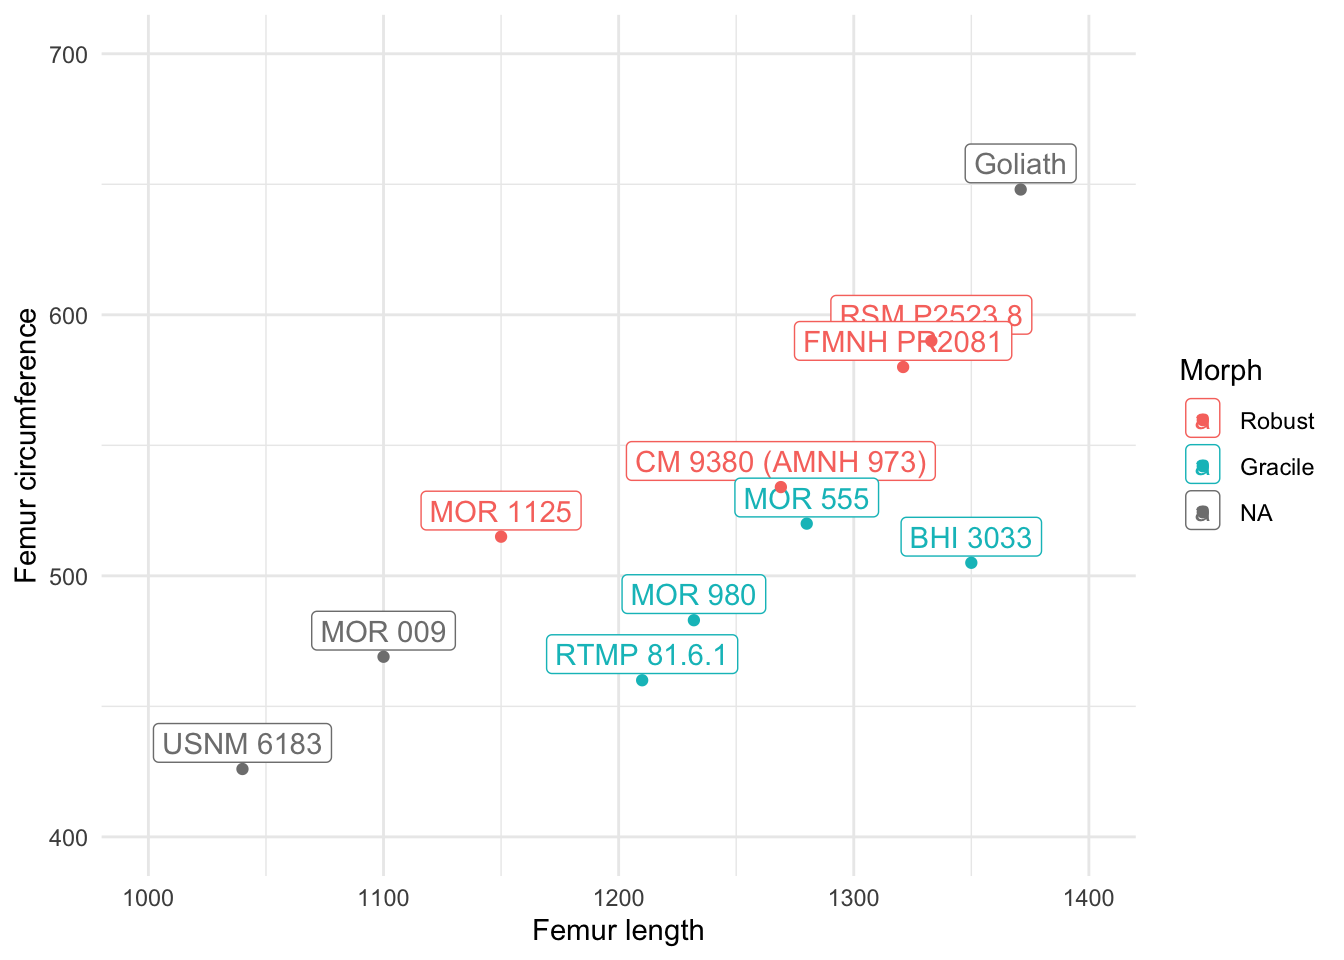 700
Goliath
RSM P2523.8
600
FMNH PR2081
CM 9380 (AMNH 973)
MOR 555
MOR 1125
BHI 3033
500
MOR 980
MOR 009
RTMP 81.6.1
USNM 6183
400
1000 1100 1200 1300 1400
Femur length
Femur circumference
Morph
a Robust
a Gracile
a NA